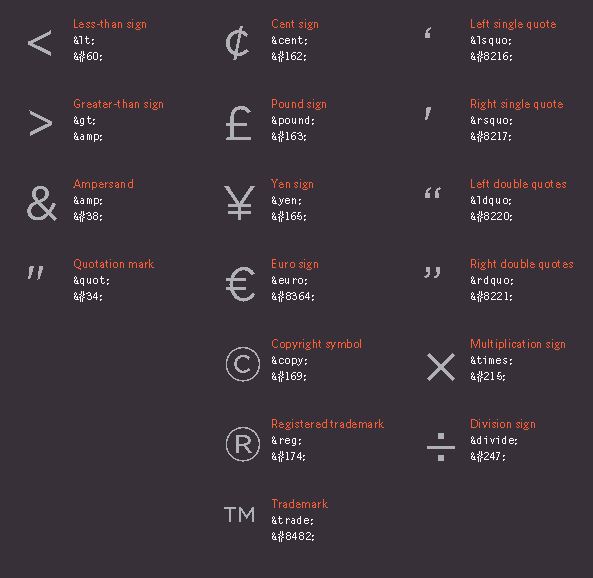 <
Less-than sign
&lt;
&#60;
>
Greater-than sign
&gt;
&amp;
&
Ampersand
&amp;
&#38;
"
Quotation mark
&quot;
&#34;
¢
Cent sign
&cent;
&#162;
£
Pound sign
&pound;
&#163;
¥
Yen sign
&yen;
&#165;
€
Euro sign
&euro;
&#8364;
©
Copyright symbol
&copy;
&#169;
®
Registered trademark
&reg;
&#174;
™
Trademark
&trade;
&#8482;
‘
Left single quote
&lsquo;
&#8216;
’
Right single quote
&rsquo;
&#8217;
“
Left double quotes
&ldquo;
&#8220;
”
Right double quotes
&rdquo;
&#8221;
×
Multiplication sign
&times;
&#215;
÷
Division sign
&divide;
&#247;